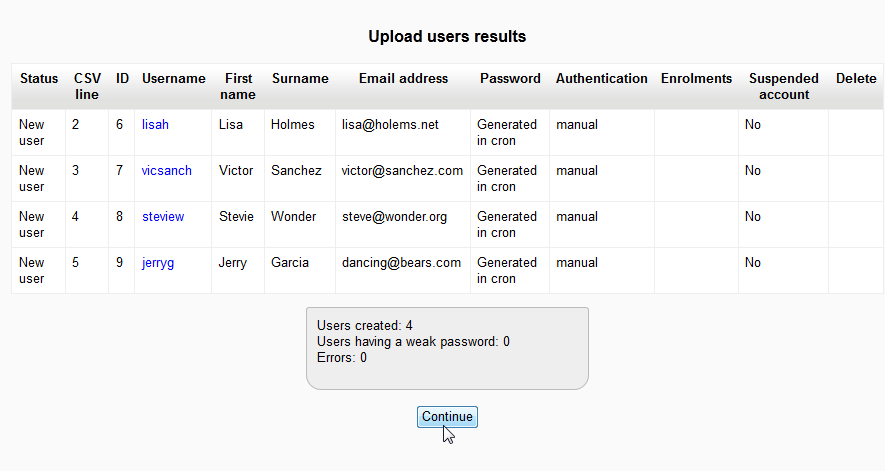 Upload users results
Status CSV line ID Username First name Surname Email address Password Authentication Enrolments Suspended account Delete
New user 2 6 lisah Lisa Holmes lisa@holems.net Generated in cron manual No
New user 3 7 vicsanch Victor Sanchez victor@sanchez.com Generated in cron manual No
New user 4 8 steview Stevie Wonder steve@wonder.org Generated in cron manual No
New user 5 9 jerryg Jerry Garcia dancing@bears.com Generated in cron manual No
Users created: 4
Users having a weak password: 0
Errors: 0
Continue